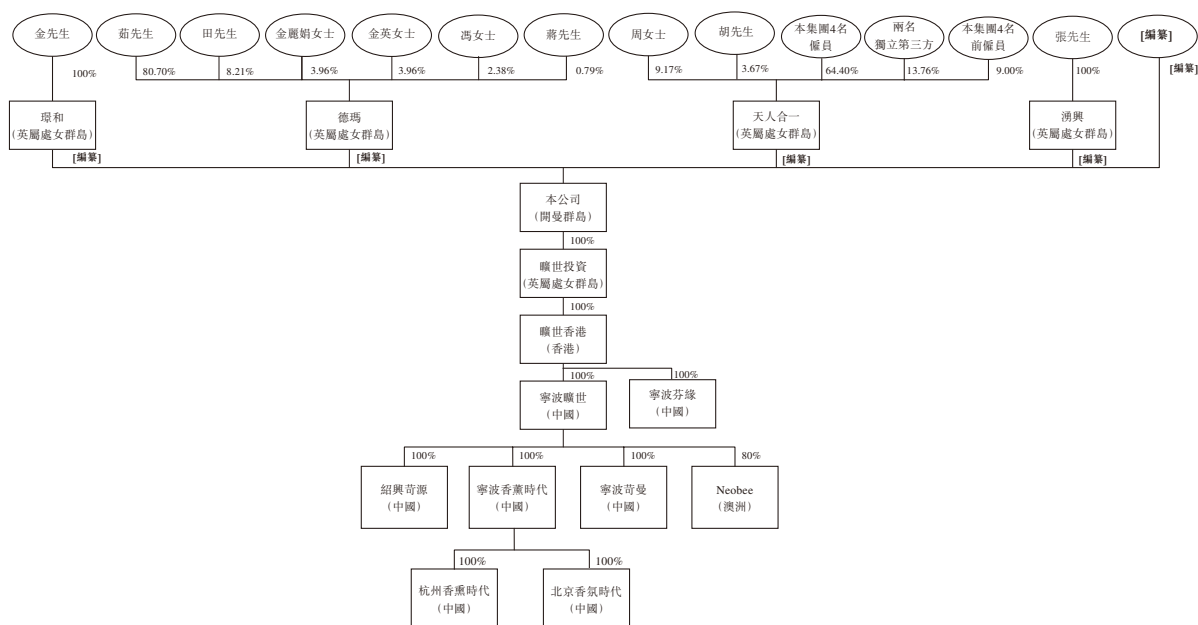 金先生
茹先生
田先生
金麗娟女士
金英女士
馮女士
蔣先生
周女士
胡先生
本集團4名
僱員
兩名
獨立第三方
本集團4名
前僱員
張先生
[編纂]
100%
80.70%
8.21%
3.96%
3.96%
2.38%
0.79%
9.17%
3.67%
64.40%
13.76%
9.00%
100%
[編纂]
環和
(英屬處女群島)
德瑪
(英屬處女群島)
天人合一
(英屬處女群島)
湧興
(英屬處女群島)
[編纂]
[編纂]
[編纂]
[編纂]
本公司
(開曼群島)
100%
曠世投資
(英屬處女群島)
100%
曠世香港
(香港)
100%
100%
寧波曠世
(中國)
寧波芬緣
(中國)
100%
100%
100%
80%
紹興苛源
(中國)
寧波香薰時代
(中國)
寧波苛曼
(中國)
Neobee
(澳洲)
100%
100%
杭州香熏時代
(中國)
北京香氛時代
(中國)